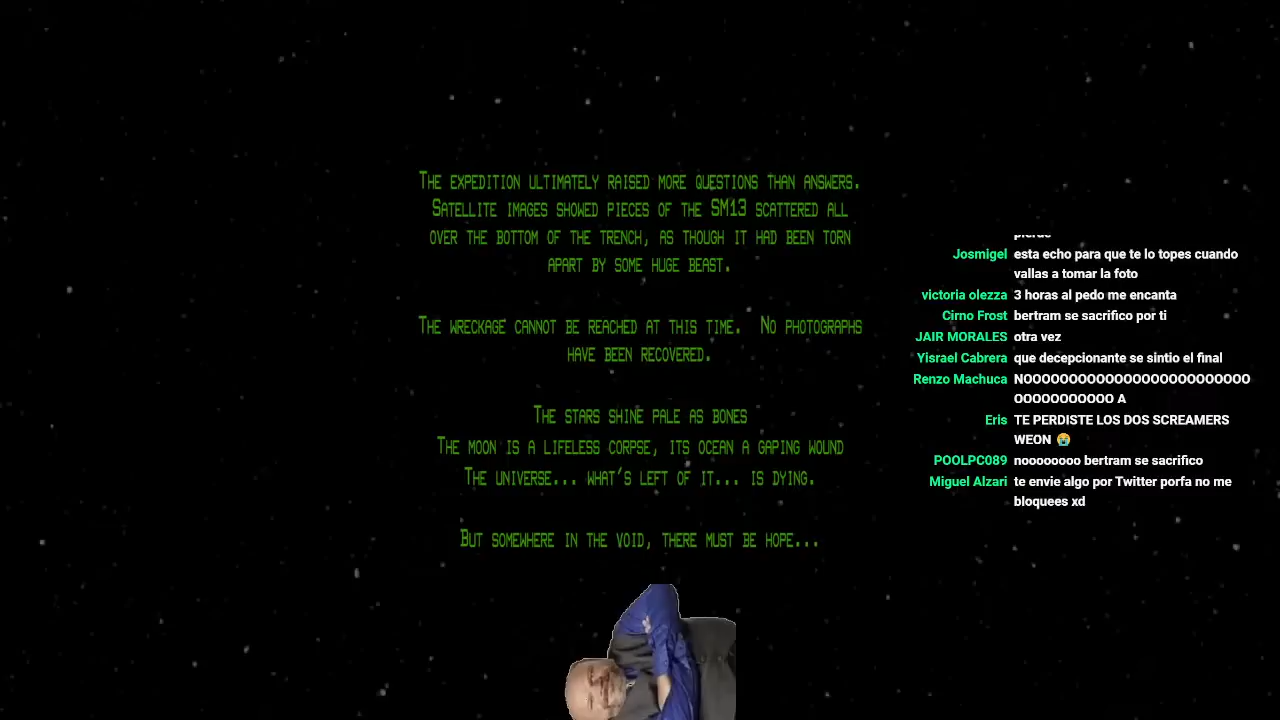 The expedition ultimately raised more questions than answers.
Satellite images showed pieces of the SM13 scattered all
over the bottom of the trench, as though it had been torn
apart by some huge beast.
The wreckage cannot be reached at this time. No photographs
have been recovered.
The stars shine pale as bones
The moon is a lifeless corpse, its ocean a gaping wound
The universe... what's left of it... is dying.
But somewhere in the void, there must be hope...
Josmigel esta echo para que te lo topes cuando
vallas a tomar la foto
victoria olezza 3 horas al pedo me encanta
Cirno Frost bertram se sacrifico por ti
JAIR MORALES otra vez
Yisrael Cabrera que decepcionante se sintio el final
Renzo Machuca NOOOOOOOOOOOOOOOOOOOOOOOOO
OOOOOOOOOOO A
Eris TE PERDISTE LOS DOS SCREAMERS
WEON 😭
POOLPC089 noooooooo bertram se sacrifico
Miguel Alzari te envie algo por Twitter porfa no me
bloquees xd